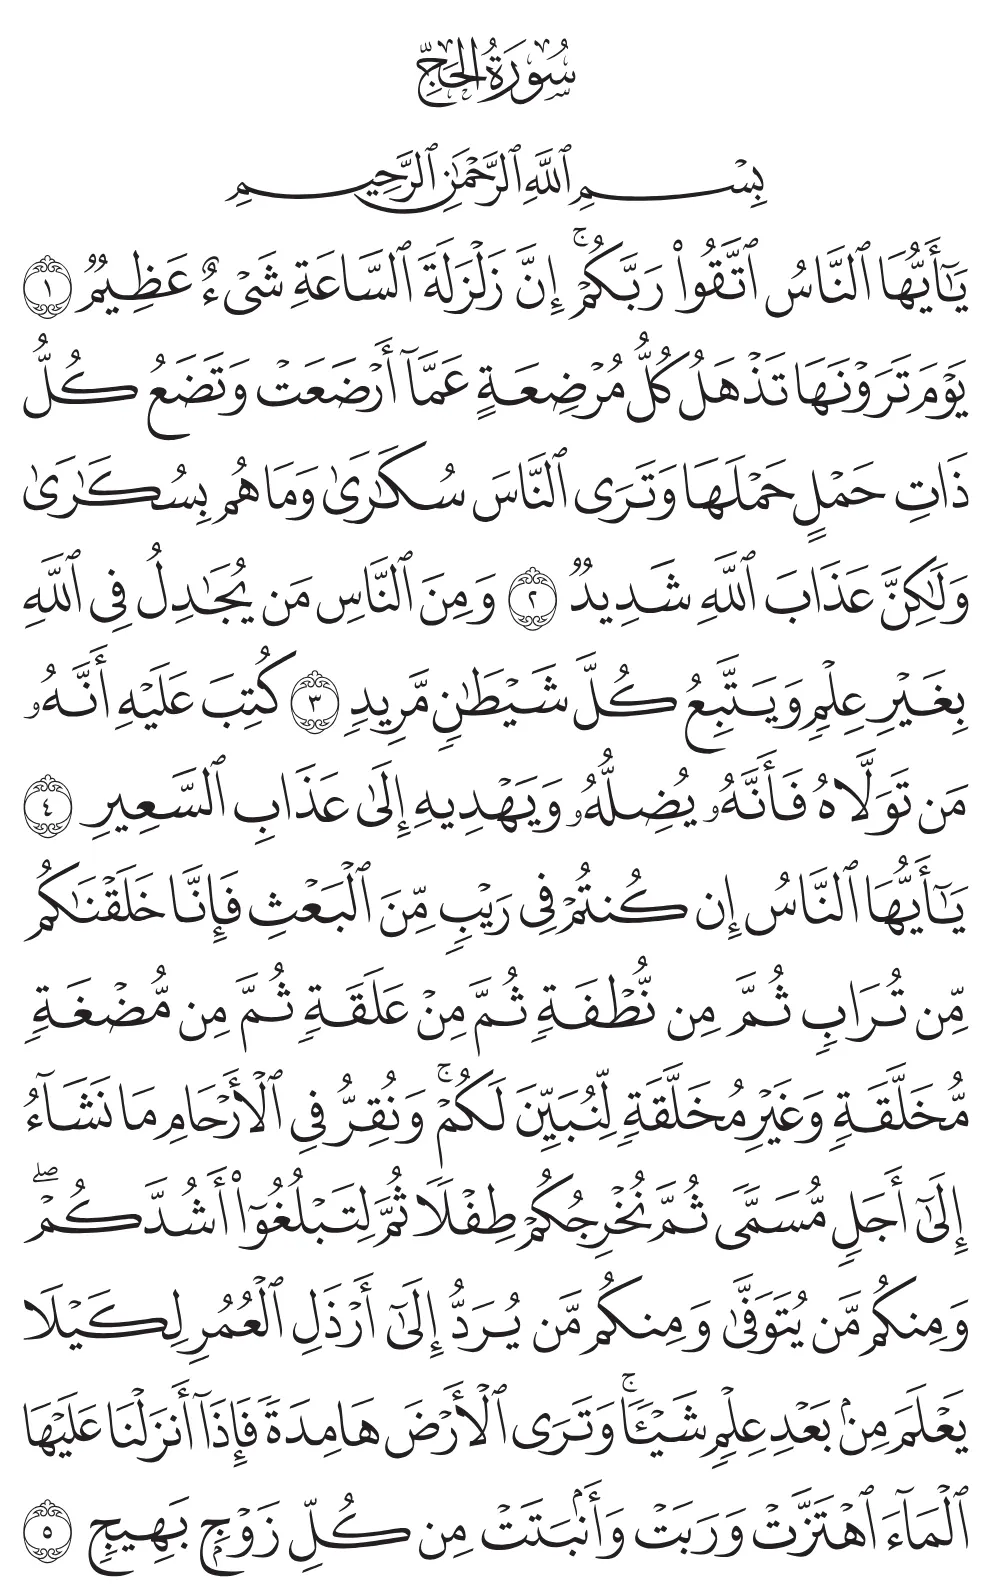 سُورَةُ الحَجِّ
بِسْمِ ٱللَّهِ ٱلرَّحْمَٰنِ ٱلرَّحِيمِ
يَٰٓأَيُّهَا ٱلنَّاسُ ٱتَّقُوا۟ رَبَّكُمْ ۚ إِنَّ زَلْزَلَةَ ٱلسَّاعَةِ شَىْءٌ عَظِيمٌ ١
يَوْمَ تَرَوْنَهَا تَذْهَلُ كُلُّ مُرْضِعَةٍ عَمَّآ أَرْضَعَتْ وَتَضَعُ كُلُّ
ذَاتِ حَمْلٍ حَمْلَهَا وَتَرَى ٱلنَّاسَ سُكَٰرَىٰ وَمَا هُم بِسُكَٰرَىٰ
وَلَٰكِنَّ عَذَابَ ٱللَّهِ شَدِيدٌ ٢ وَمِنَ ٱلنَّاسِ مَن يُجَٰدِلُ فِى ٱللَّهِ
بِغَيْرِ عِلْمٍ وَيَتَّبِعُ كُلَّ شَيْطَٰنٍ مَّرِيدٍ ٣ كُتِبَ عَلَيْهِ أَنَّهُۥ
مَن تَوَلَّاهُ فَأَنَّهُۥ يُضِلُّهُۥ وَيَهْدِيهِ إِلَىٰ عَذَابِ ٱلسَّعِيرِ ٤
يَٰٓأَيُّهَا ٱلنَّاسُ إِن كُنتُمْ فِى رَيْبٍ مِّنَ ٱلْبَعْثِ فَإِنَّا خَلَقْنَٰكُم
مِّن تُرَابٍ ثُمَّ مِن نُّطْفَةٍ ثُمَّ مِنْ عَلَقَةٍ ثُمَّ مِن مُّضْغَةٍ
مُّخَلَّقَةٍ وَغَيْرِ مُخَلَّقَةٍ لِّنُبَيِّنَ لَكُمْ ۚ وَنُقِرُّ فِى ٱلْأَرْحَامِ مَا نَشَآءُ
إِلَىٰٓ أَجَلٍ مُّسَمًّى ثُمَّ نُخْرِجُكُمْ طِفْلًا ثُمَّ لِتَبْلُغُوٓا۟ أَشُدَّكُمْ ۖ
وَمِنكُم مَّن يُتَوَفَّىٰ وَمِنكُم مَّن يُرَدُّ إِلَىٰٓ أَرْذَلِ ٱلْعُمُرِ لِكَيْلَا
يَعْلَمَ مِنۢ بَعْدِ عِلْمٍ شَيْـًٔا ۚ وَتَرَى ٱلْأَرْضَ هَامِدَةً فَإِذَآ أَنزَلْنَا عَلَيْهَا
ٱلْمَآءَ ٱهْتَزَّتْ وَرَبَتْ وَأَنۢبَتَتْ مِن كُلِّ زَوْجٍۭ بَهِيجٍ ٥